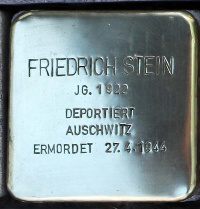 FRIEDRICH STEIN
JG.
DEPORTIERT
AUSCHWITZ
ERMORDET 27.4.1944